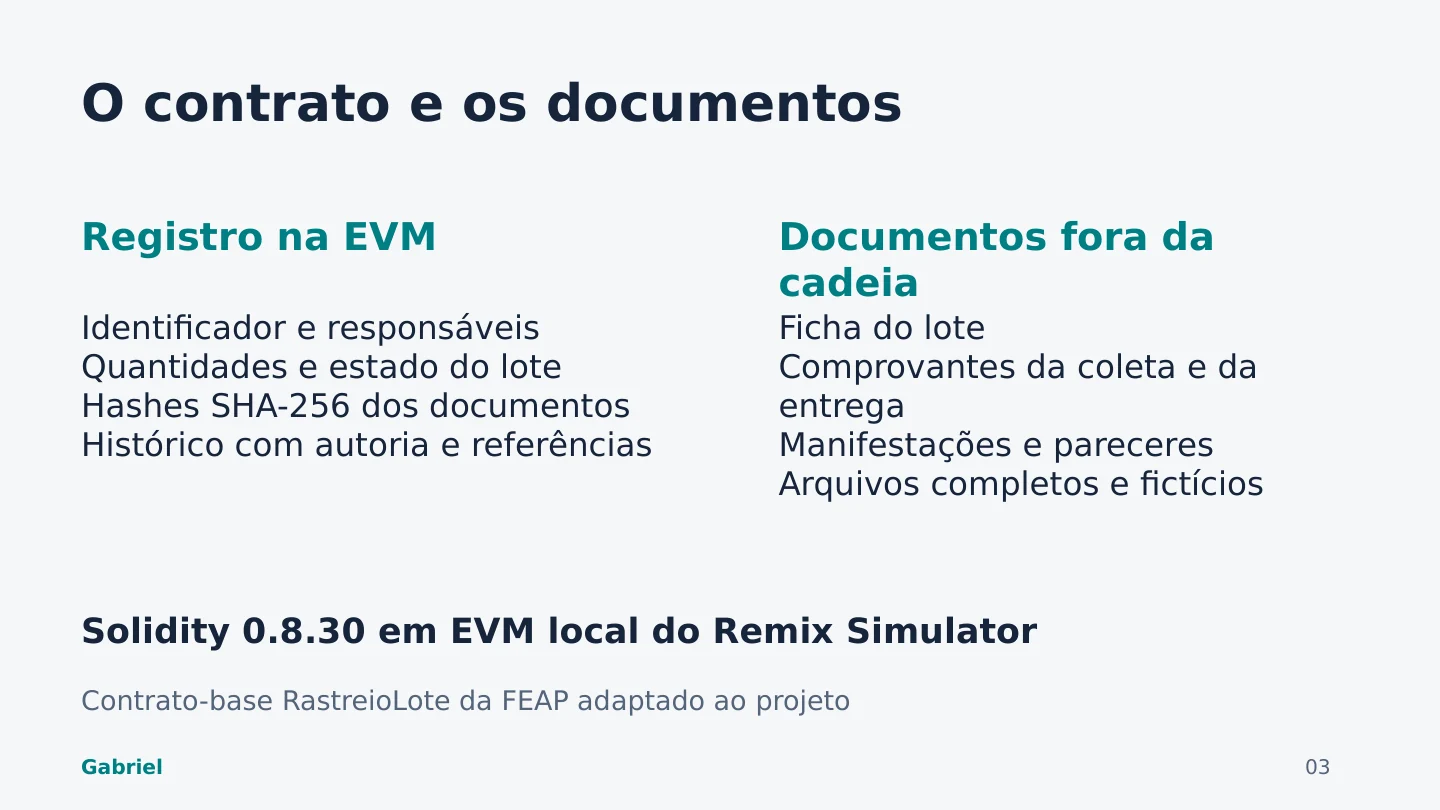 O contrato e os documentos
Registro na EVM
Identificador e responsáveis
Quantidades e estado do lote
Hashes SHA-256 dos documentos
Histórico com autoria e referências
Documentos fora da
cadeia
Ficha do lote
Comprovantes da coleta e da
entrega
Manifestações e pareceres
Arquivos completos e fictícios
Solidity 0.8.30 em EVM local do Remix Simulator
Contrato-base RastreioLote da FEAP adaptado ao projeto
Gabriel
03